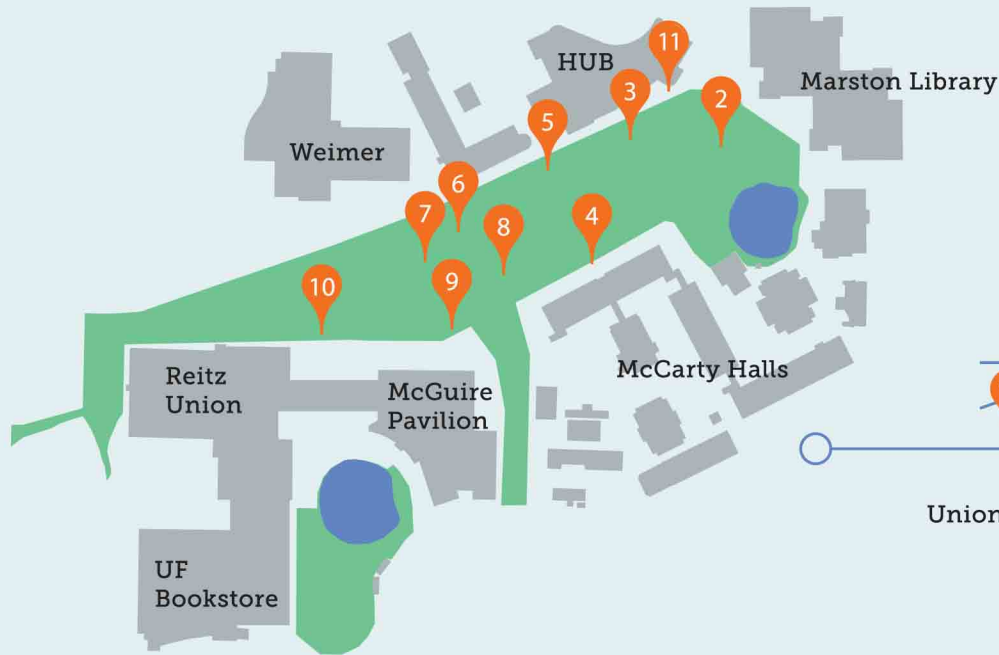 11
HUB
Marston Library
3
2
5
Weimer
6
7
8
4
9
10
Reitz
Union
McGuire
Pavilion
McCarty Halls
Union
UF
Bookstore